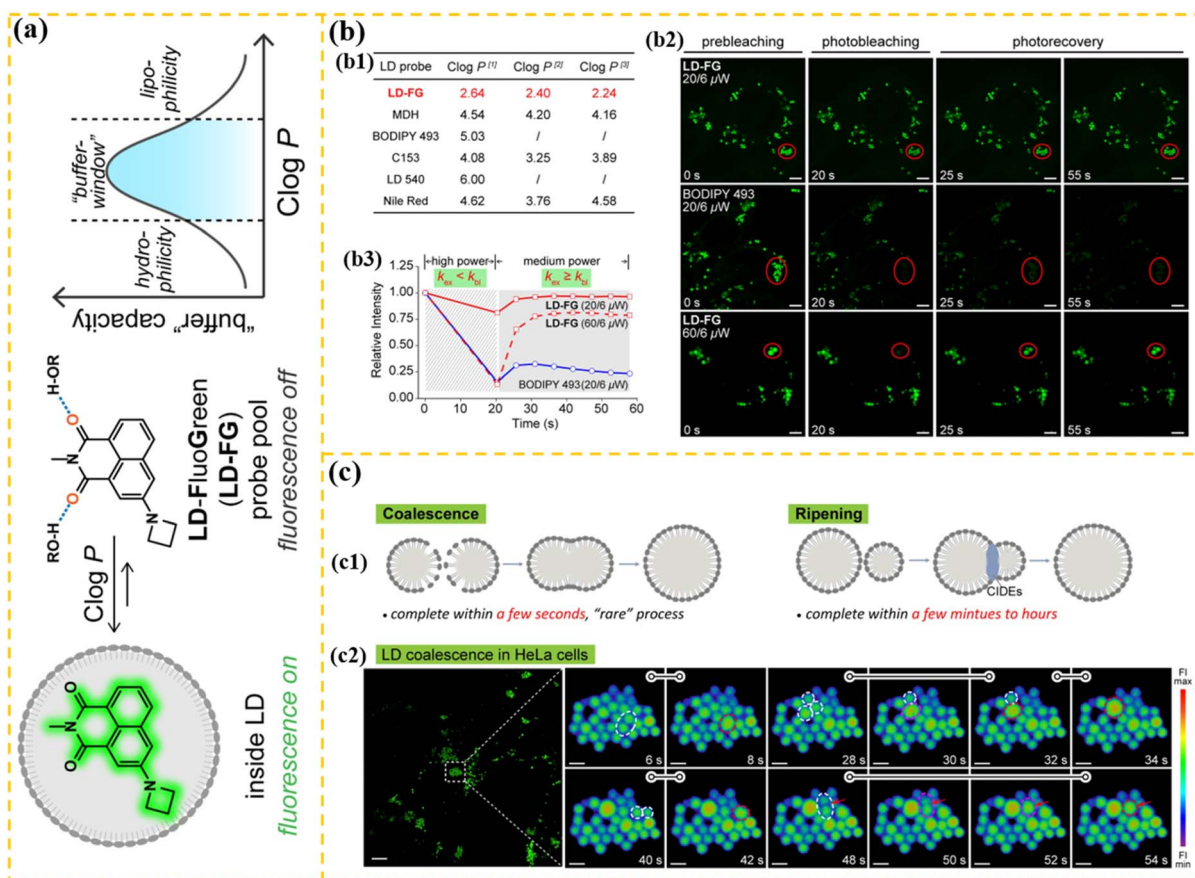 (a)
"buffer" capacity
hydro-
philicity
"buffer-
window"
lipo-
philicity
Clog P
H-OR
O
N
O
RO-H
N
LD-FluoGreen
(LD-FG)
probe pool
fluorescence off
Clog P
O
N
O
N
inside LD
fluorescence on
(b)
(b1)
LD probe Clog P [1] Clog P [2] Clog P [3]
LD-FG 2.64 2.40 2.24
MDH 4.54 4.20 4.16
BODIPY 493 5.03 / /
C153 4.08 3.25 3.89
LD 540 6.00 / /
Nile Red 4.62 3.76 4.58
(b2)
prebleaching photobleaching photorecovery
LD-FG
20/6 µW
0 s 20 s 25 s 55 s
BODIPY 493
20/6 µW
0 s 20 s 25 s 55 s
LD-FG
60/6 µW
0 s 20 s 25 s 55 s
(b3)
high power medium power
kex < kbl kex ≥ kbl
Relative Intensity
1.25
1.00
0.75
0.50
0.25
0.00
LD-FG (20/6 µW)
LD-FG (60/6 µW)
BODIPY 493 (20/6 µW)
0 10 20 30 40 50 60
Time (s)
(c)
(c1)
Coalescence
• complete within a few seconds, "rare" process
Ripening
CIDEs
• complete within a few mintues to hours
(c2)
LD coalescence in HeLa cells
6 s 8 s 28 s 30 s 32 s 34 s
40 s 42 s 48 s 50 s 52 s 54 s
FI
max
FI
min